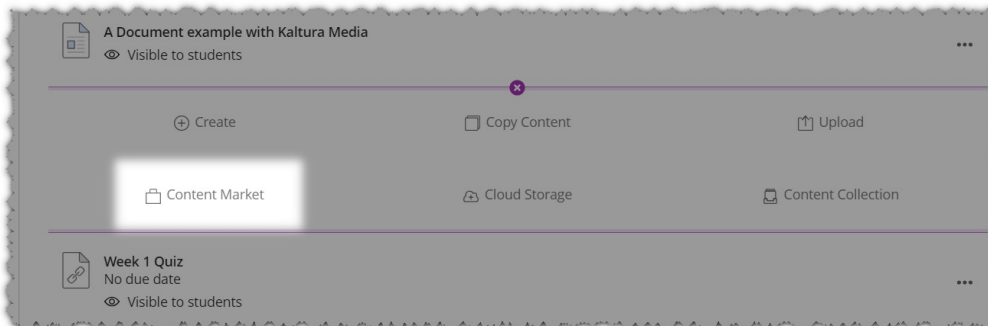 A Document example with Kaltura Media
Visible to students
Create
Copy Content
Upload
Content Market
Cloud Storage
Content Collection
Week 1 Quiz
No due date
Visible to students